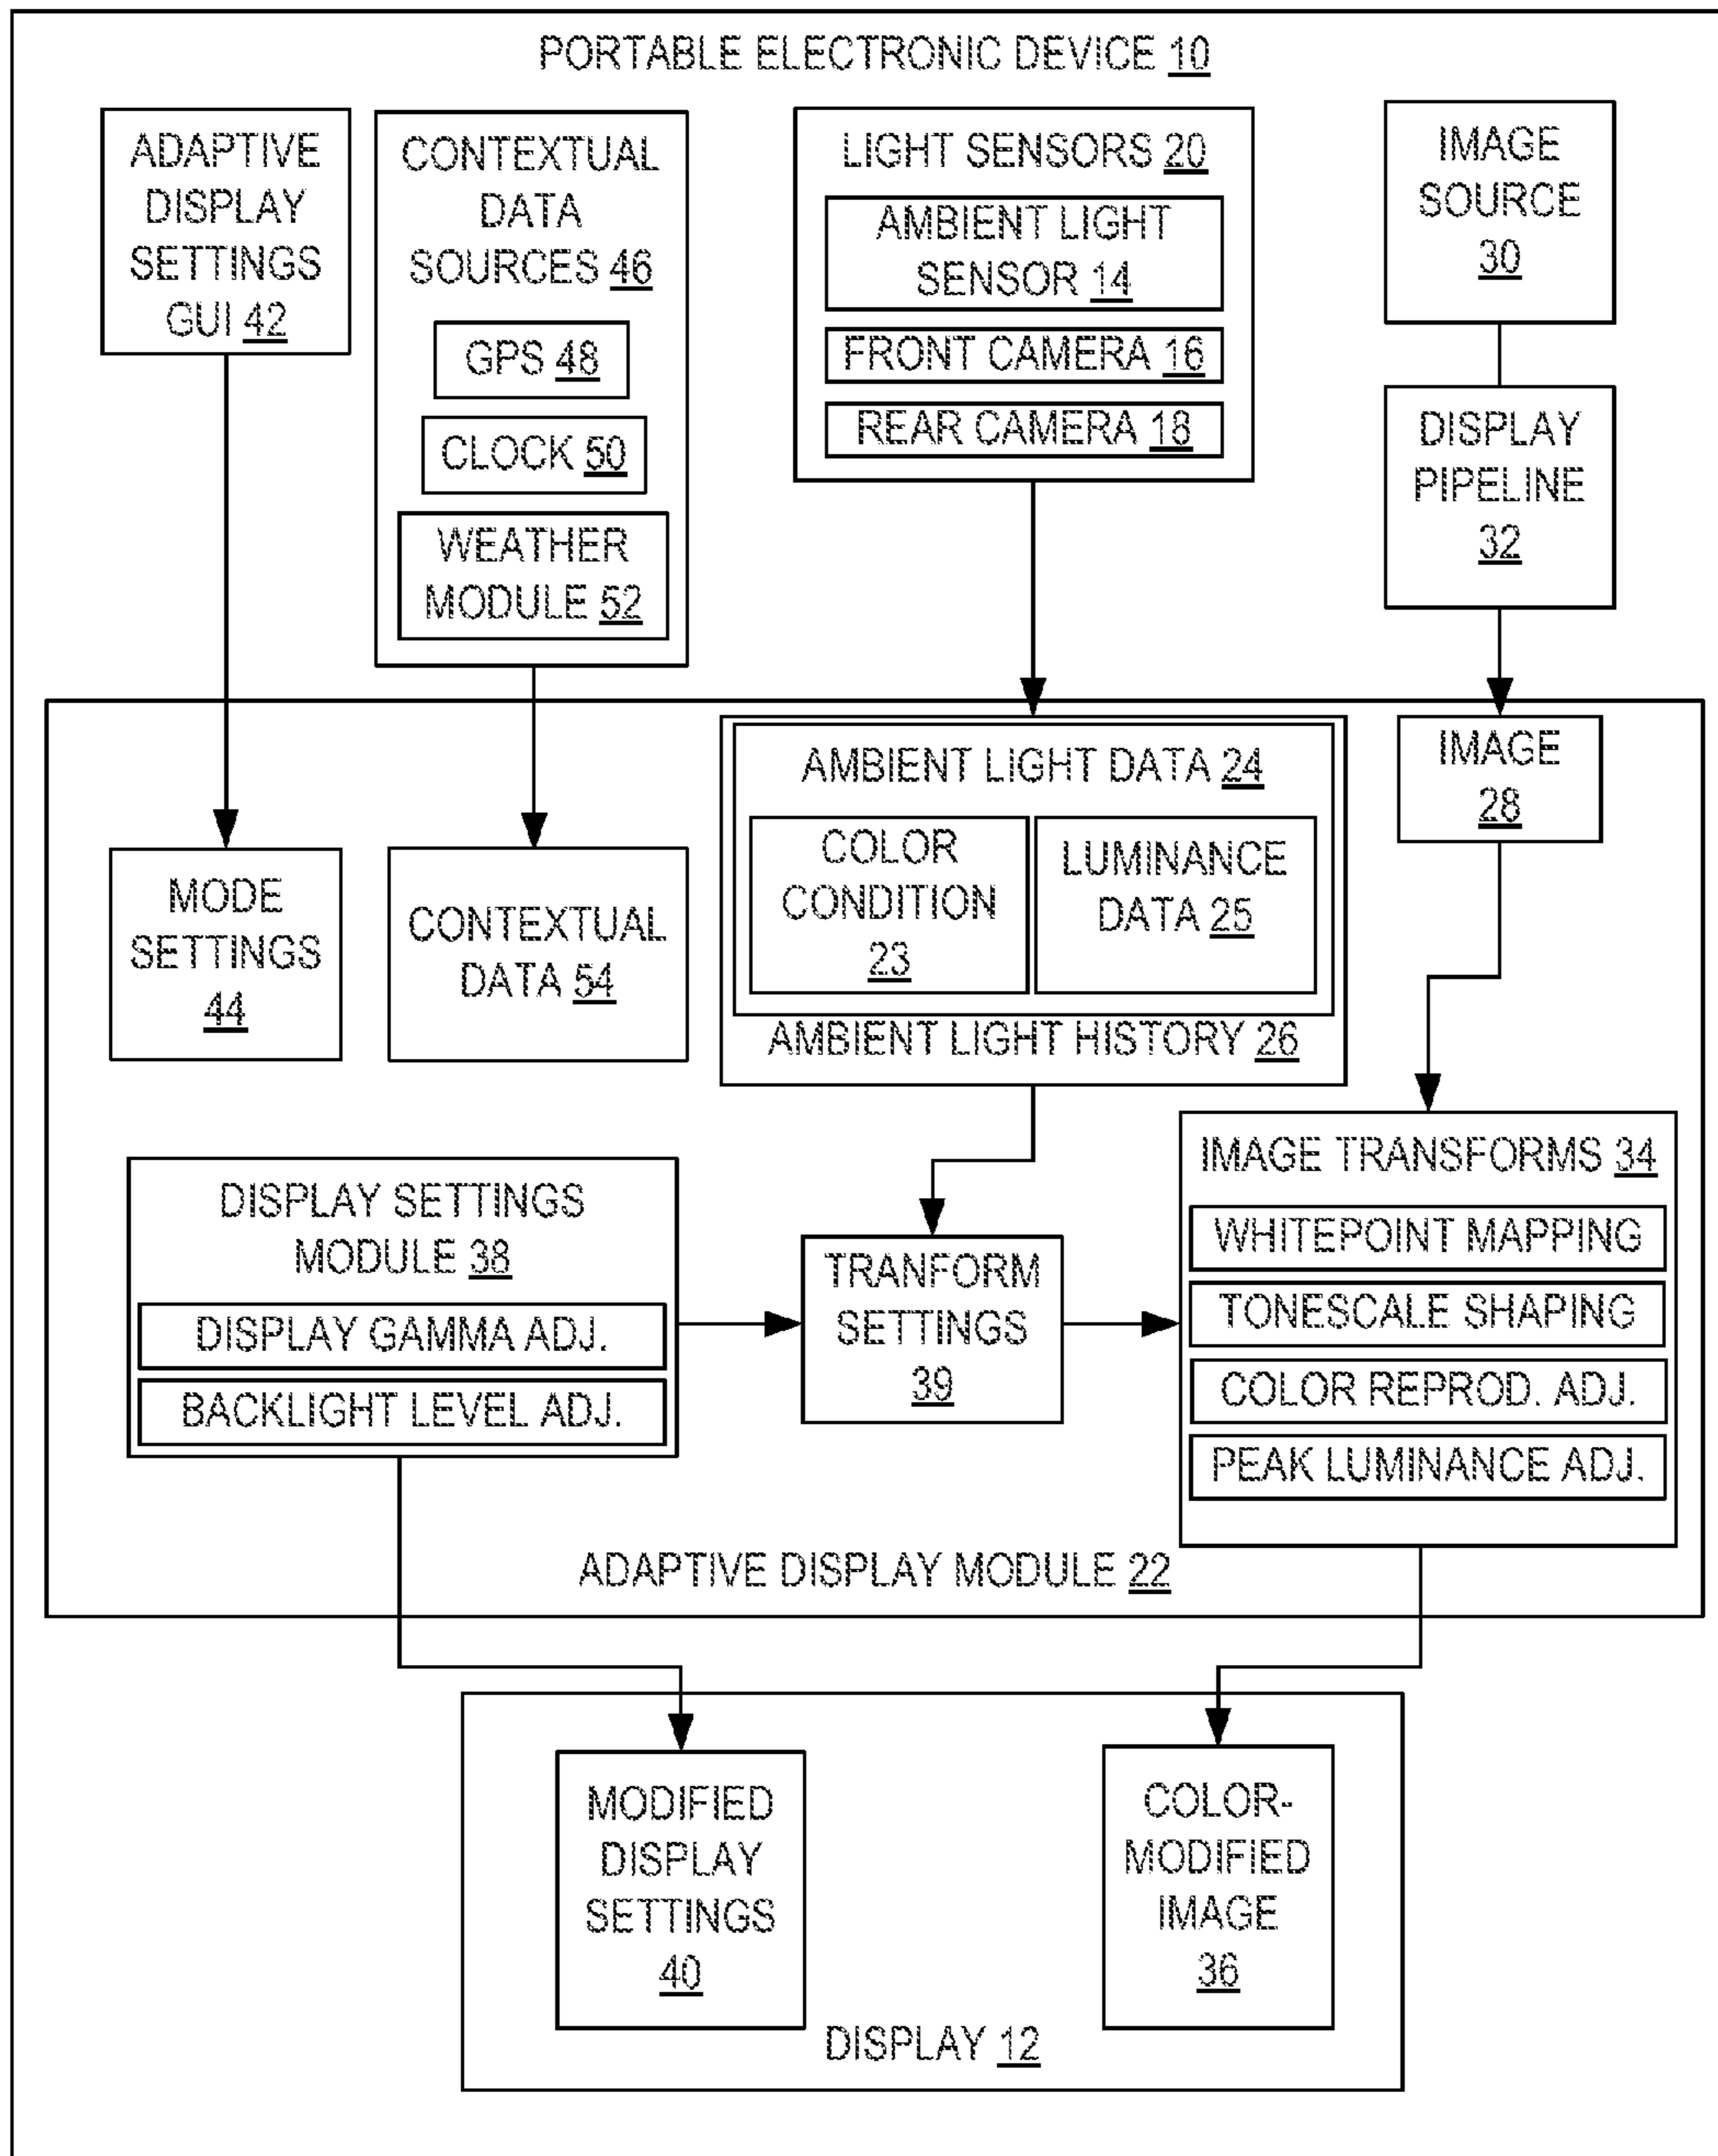 PORTABLE ELECTRONIC DEVICE 10
ADAPTIVE
DISPLAY
SETTINGS
GUI 42
CONTEXTUAL
DATA
SOURCES 46
GPS 48
CLOCK 50
WEATHER
MODULE 52
LIGHT SENSORS 20
AMBIENT LIGHT
SENSOR 14
FRONT CAMERA 16
REAR CAMERA 18
IMAGE
SOURCE
30
DISPLAY
PIPELINE
32
MODE
SETTINGS
44
CONTEXTUAL
DATA 54
AMBIENT LIGHT DATA 24
COLOR
CONDITION
23
LUMINANCE
DATA 25
AMBIENT LIGHT HISTORY 26
IMAGE
28
DISPLAY SETTINGS
MODULE 38
DISPLAY GAMMA ADJ.
BACKLIGHT LEVEL ADJ.
TRANFORM
SETTINGS
39
IMAGE TRANSFORMS 34
WHITEPOINT MAPPING
TONESCALE SHAPING
COLOR REPROD. ADJ.
PEAK LUMINANCE ADJ.
ADAPTIVE DISPLAY MODULE 22
MODIFIED
DISPLAY
SETTINGS
40
COLOR-
MODIFIED
IMAGE
36
DISPLAY 12